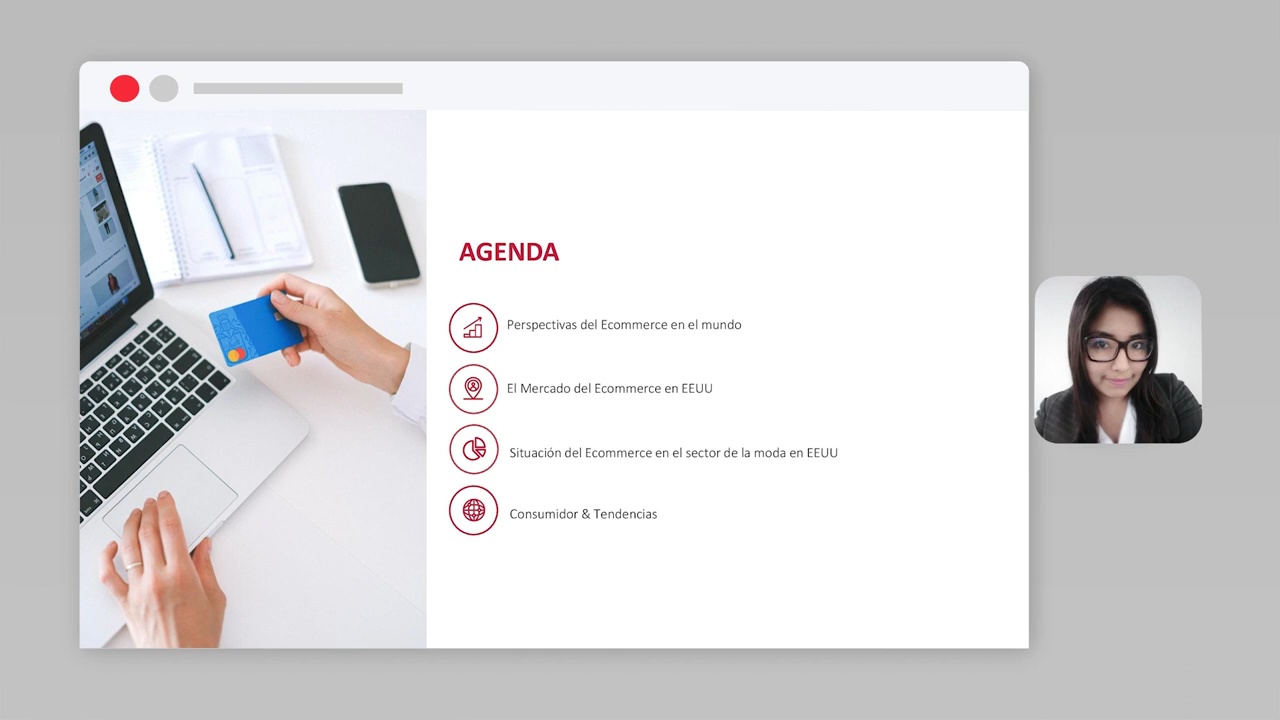 AGENDA
Perspectivas del Ecommerce en el mundo
El Mercado del Ecommerce en EEUU
Situación del Ecommerce en el sector de la moda en EEUU
Consumidor & Tendencias